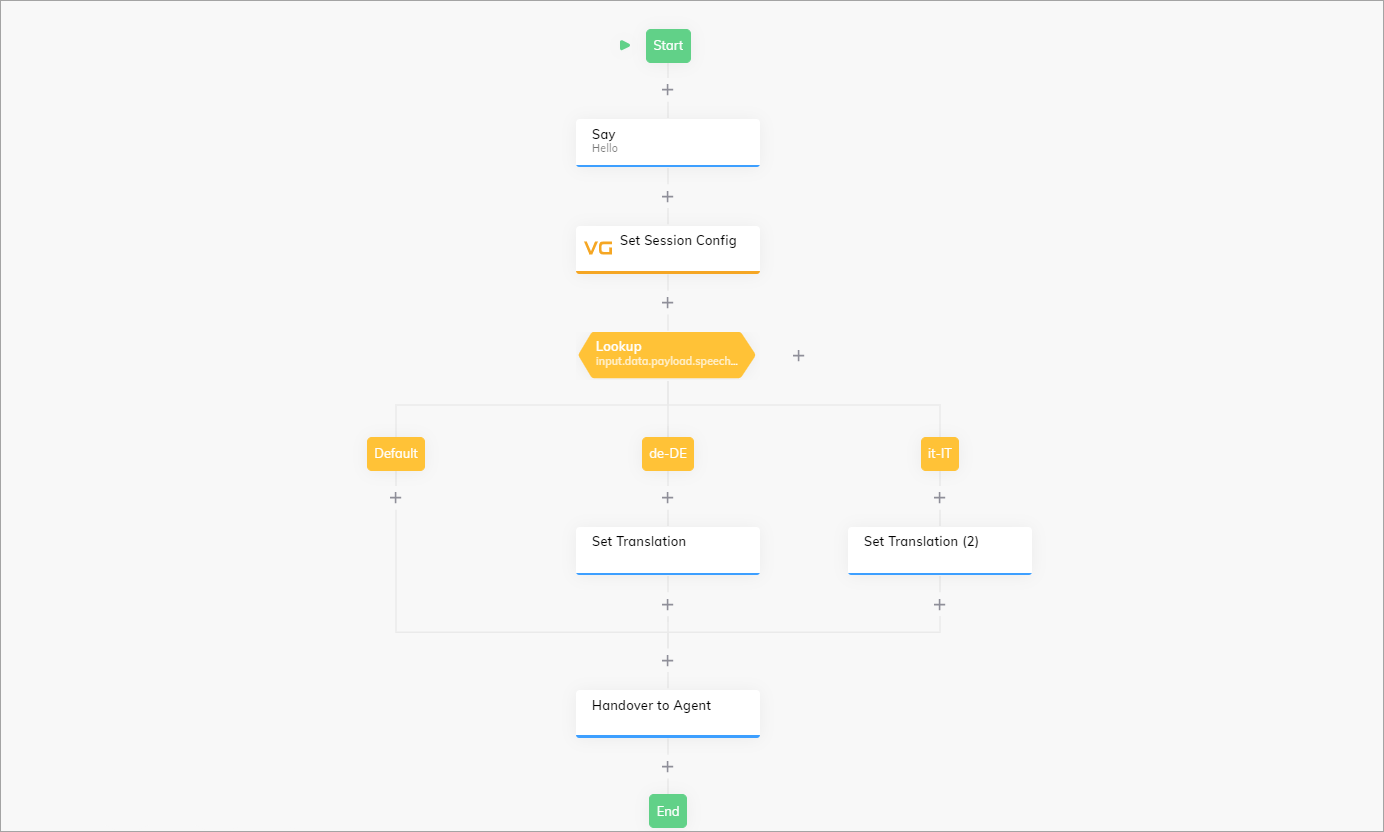 Start
Say
Hello
VG
Set Session Config
Lookup
input.data.payload.speech...
Default
de-DE
it-IT
Set Translation
Set Translation (2)
Handover to Agent
End